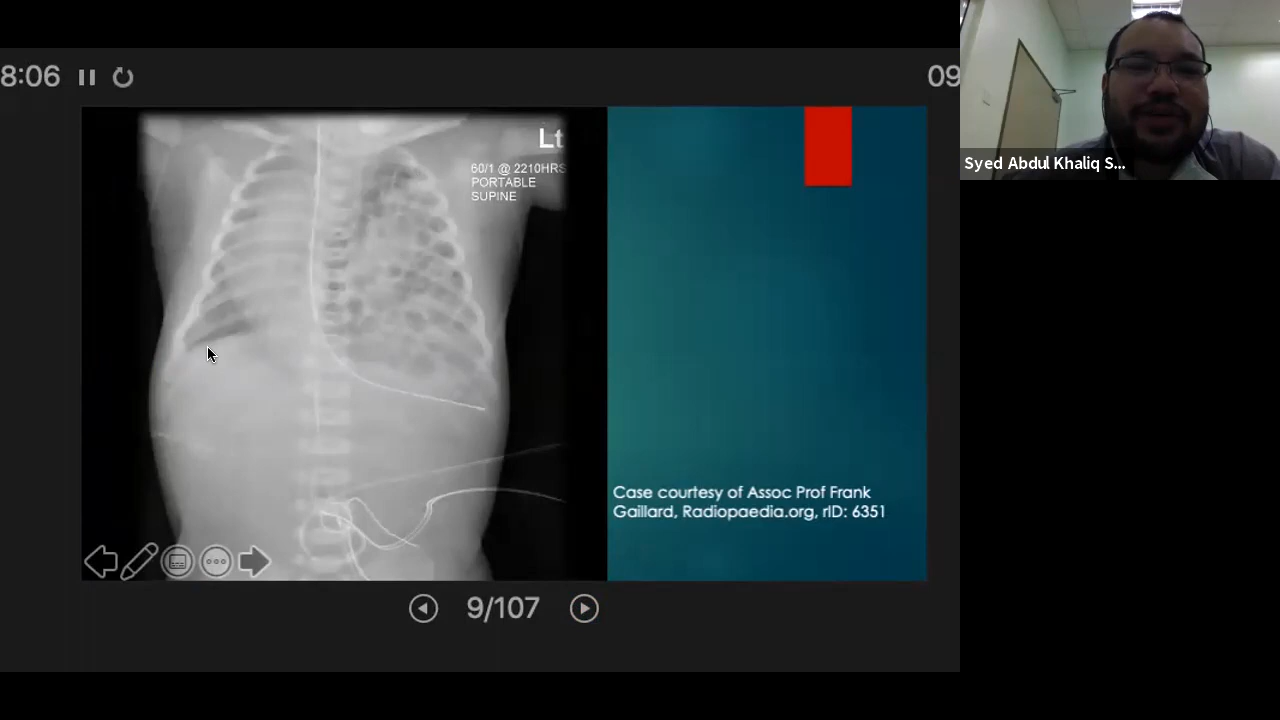 8:06
09
Lt
60/1 @ 2210HRS
PORTABLE
SUPINE
Case courtesy of Assoc Prof Frank
Gaillard, Radiopaedia.org, rID: 6351
9/107
Syed Abdul Khaliq S...